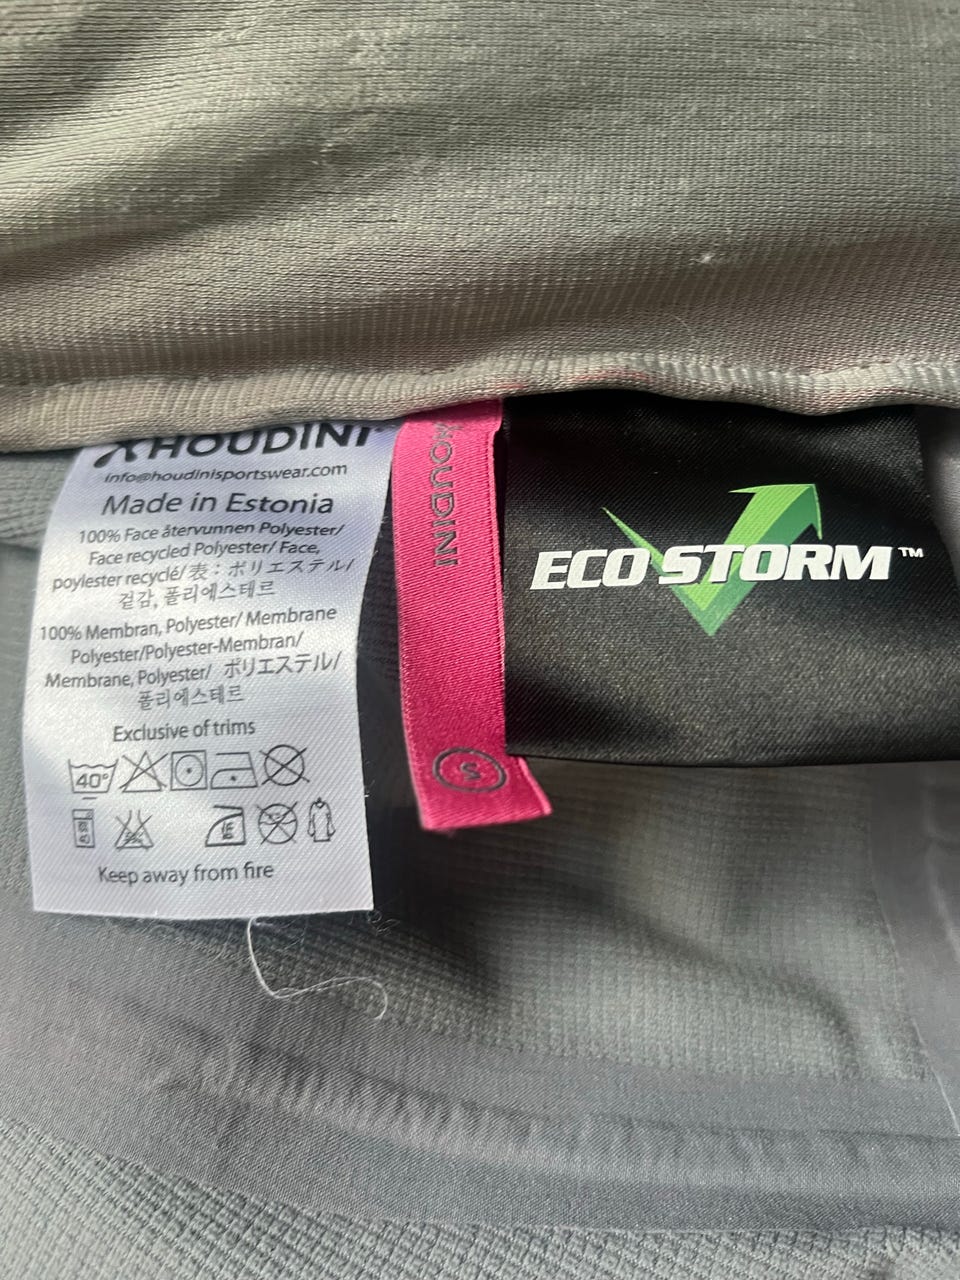 HOUDINI
info@houdinisportswear.com
Made in Estonia
100% Face återvunnen Polyester/
Face recycled Polyester/ Face,
poylester recyclé/ 表：ポリエステル/
겉감, 폴리에스테르
100% Membran, Polyester/ Membrane
Polyester/Polyester-Membran/
Membrane, Polyester/ ポリエステル/
폴리에스테르
Exclusive of trims
40°
Keep away from fire
HOUDINI
S
ECO STORM™